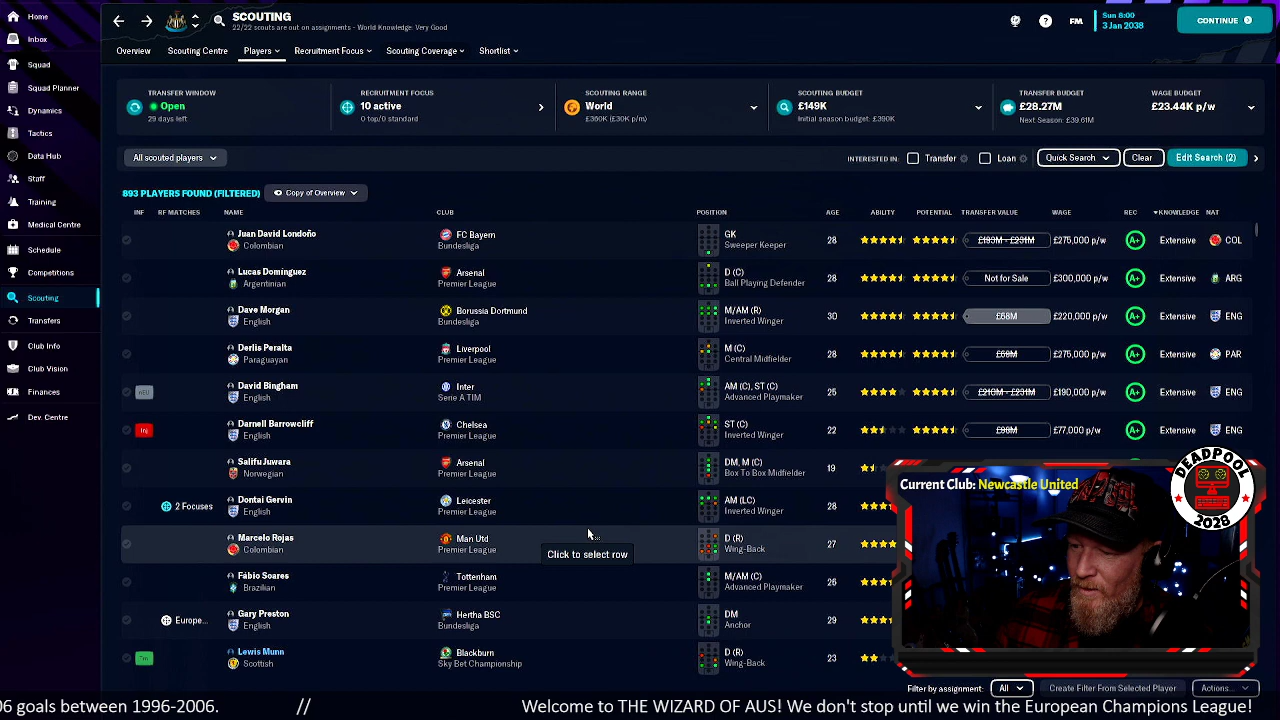 Home
Inbox
Squad
Squad Planner
Dynamics
Tactics
Data Hub
Staff
Training
Medical Centre
Schedule
Competitions
Scouting
Transfers
Club Info
Club Vision
Finances
Dev. Centre
SCOUTING
22/22 scouts are out on assignments - World Knowledge: Very Good
FM
Sun 8:00
3 Jan 2038
CONTINUE
Overview
Scouting Centre
Players
Recruitment Focus
Scouting Coverage
Shortlist
TRANSFER WINDOW
Open
29 days left
RECRUITMENT FOCUS
10 active
0 top/0 standard
SCOUTING RANGE
World
£360K (£30K p/m)
SCOUTING BUDGET
£149K
Initial season budget: £390K
TRANSFER BUDGET
£28.27M
Next Season: £39.61M
WAGE BUDGET
£23.44K p/w
All scouted players
INTERESTED IN: Transfer Loan
Quick Search
Clear
Edit Search (2)
893 PLAYERS FOUND (FILTERED)
Copy of Overview
INF RF MATCHES NAME CLUB POSITION AGE ABILITY POTENTIAL TRANSFER VALUE WAGE REC KNOWLEDGE NAT
Juan David Londoño
Colombian
FC Bayern
Bundesliga
GK
Sweeper Keeper
28
£189M - £231M
£275,000 p/w
A+
Extensive
COL
Lucas Dominguez
Argentinian
Arsenal
Premier League
D (C)
Ball Playing Defender
28
Not for Sale
£300,000 p/w
A+
Extensive
ARG
Dave Morgan
English
Borussia Dortmund
Bundesliga
M/AM (R)
Inverted Winger
30
£68M
£220,000 p/w
A+
Extensive
ENG
Derlis Peralta
Paraguayan
Liverpool
Premier League
M (C)
Central Midfielder
28
£275,000 p/w
A+
Extensive
PAR
David Bingham
English
Inter
Serie A TIM
AM (C), ST (C)
Advanced Playmaker
25
£210M - £231M
£190,000 p/w
A+
Extensive
ENG
Inj
Darnell Barrowcliff
English
Chelsea
Premier League
ST (C)
Inverted Winger
22
£77,000 p/w
A+
Extensive
ENG
Salifu Juwara
Norwegian
Arsenal
Premier League
DM, M (C)
Box To Box Midfielder
19
2 Focuses
Dontai Gervin
English
Leicester
Premier League
AM (LC)
Inverted Winger
28
Marcelo Rojas
Colombian
Man Utd
Premier League
D (R)
Wing-Back
27
Click to select row
Fábio Soares
Brazilian
Tottenham
Premier League
M/AM (C)
Advanced Playmaker
26
Europe...
Gary Preston
English
Hertha BSC
Bundesliga
DM
Anchor
29
Lewis Munn
Scottish
Blackburn
Sky Bet Championship
D (R)
Wing-Back
23
Current Club: Newcastle United
DEADPOOL
2028
Filter by assignment: All
Create Filter From Selected Player
Actions...
06 goals between 1996-2006. // Welcome to THE WIZARD OF AUS! We don't stop until we win the European Champions League!